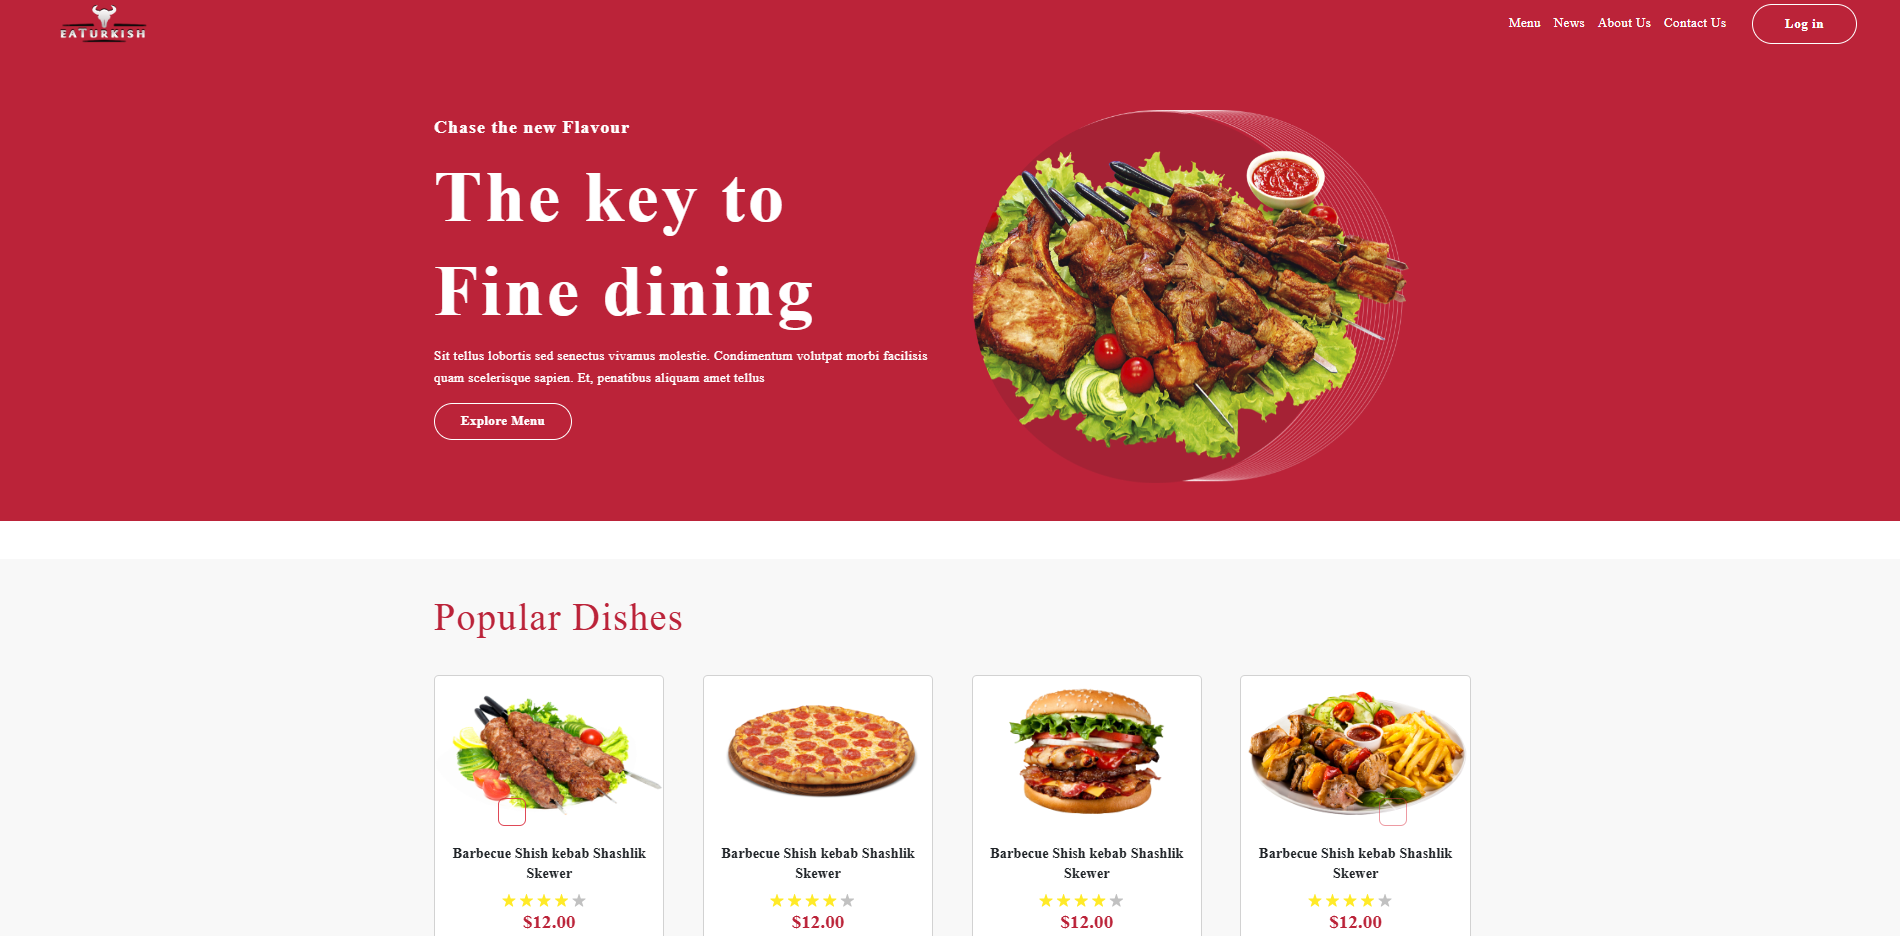 EATURKISH
Menu News About Us Contact Us Log in
Chase the new Flavour
The key to
Fine dining
Sit tellus lobortis sed senectus vivamus molestie. Condimentum volutpat morbi facilisis
quam scelerisque sapien. Et, penatibus aliquam amet tellus
Explore Menu
Popular Dishes
Barbecue Shish kebab Shashlik
Skewer
$12.00
Barbecue Shish kebab Shashlik
Skewer
$12.00
Barbecue Shish kebab Shashlik
Skewer
$12.00
Barbecue Shish kebab Shashlik
Skewer
$12.00